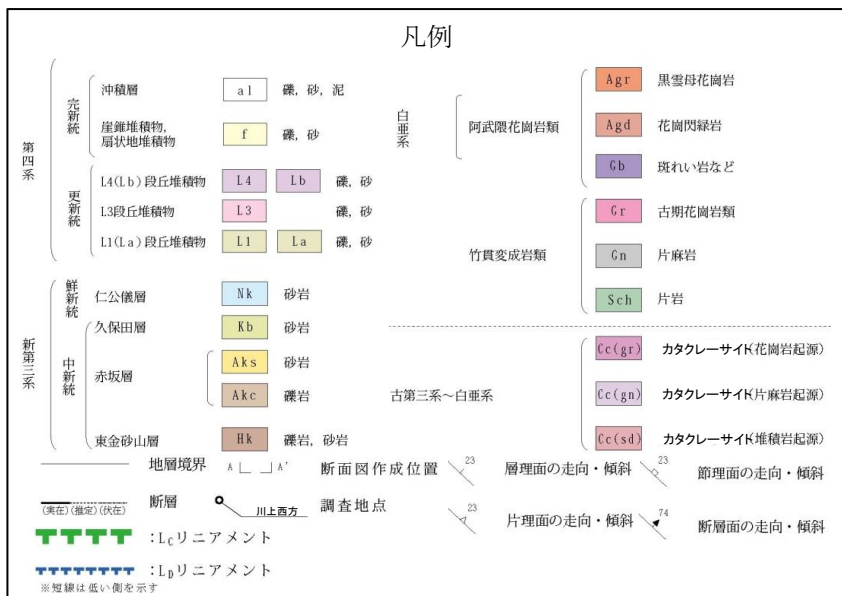 凡例
第四系
完新統
沖積層 al 礫, 砂, 泥
崖錐堆積物,
扇状地堆積物 f 礫, 砂
更新統
L4(Lb)段丘堆積物 L4 Lb 礫, 砂
L3段丘堆積物 L3 礫, 砂
L1(La)段丘堆積物 L1 La 礫, 砂
新第三系
鮮新統
仁公儀層 Nk 砂岩
中新統
久保田層 Kb 砂岩
赤坂層
Aks 砂岩
Akc 礫岩
東金砂山層 Hk 礫岩, 砂岩
白亜系
阿武隈花崗岩類
Agr 黒雲母花崗岩
Agd 花崗閃緑岩
Gb 斑れい岩など
竹貫変成岩類
Gr 古期花崗岩類
Gn 片麻岩
Sch 片岩
古第三系～白亜系
Cc(gr) カタクレーサイト(花崗岩起源)
Cc(gn) カタクレーサイト(片麻岩起源)
Cc(sd) カタクレーサイト(堆積岩起源)
地層境界
A A' 断面図作成位置
23 層理面の走向・傾斜
23 節理面の走向・傾斜
(実在)(推定)(伏在) 断層
川上西方 調査地点
23 片理面の走向・傾斜
74 断層面の走向・傾斜
:LCリニアメント
:LDリニアメント
※短線は低い側を示す